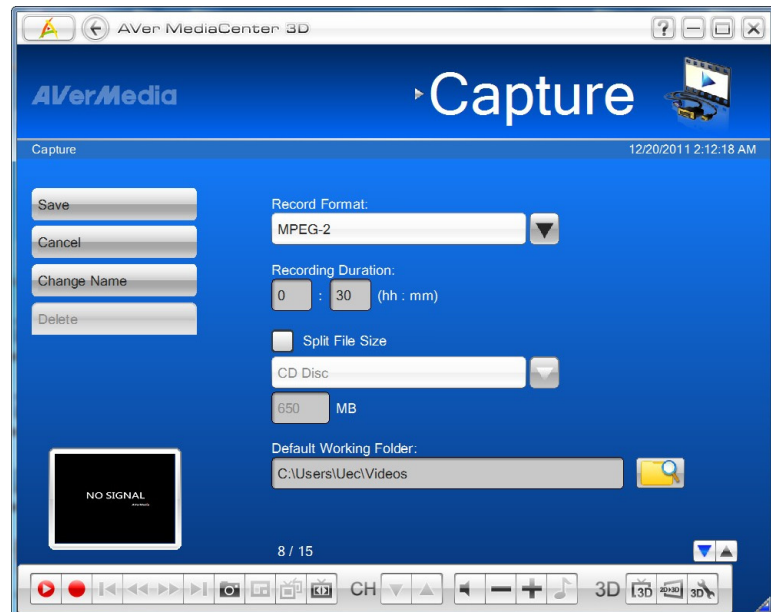 AVer MediaCenter 3D
?
AVerMedia
Capture
Capture
12/20/2011 2:12:18 AM
Save
Cancel
Change Name
Delete
Record Format:
MPEG-2
Recording Duration:
0 : 30 (hh : mm)
Split File Size
CD Disc
650 MB
Default Working Folder:
C:\Users\Uec\Videos
NO SIGNAL
8 / 15
CH
3D 3D 2D>3D 3D